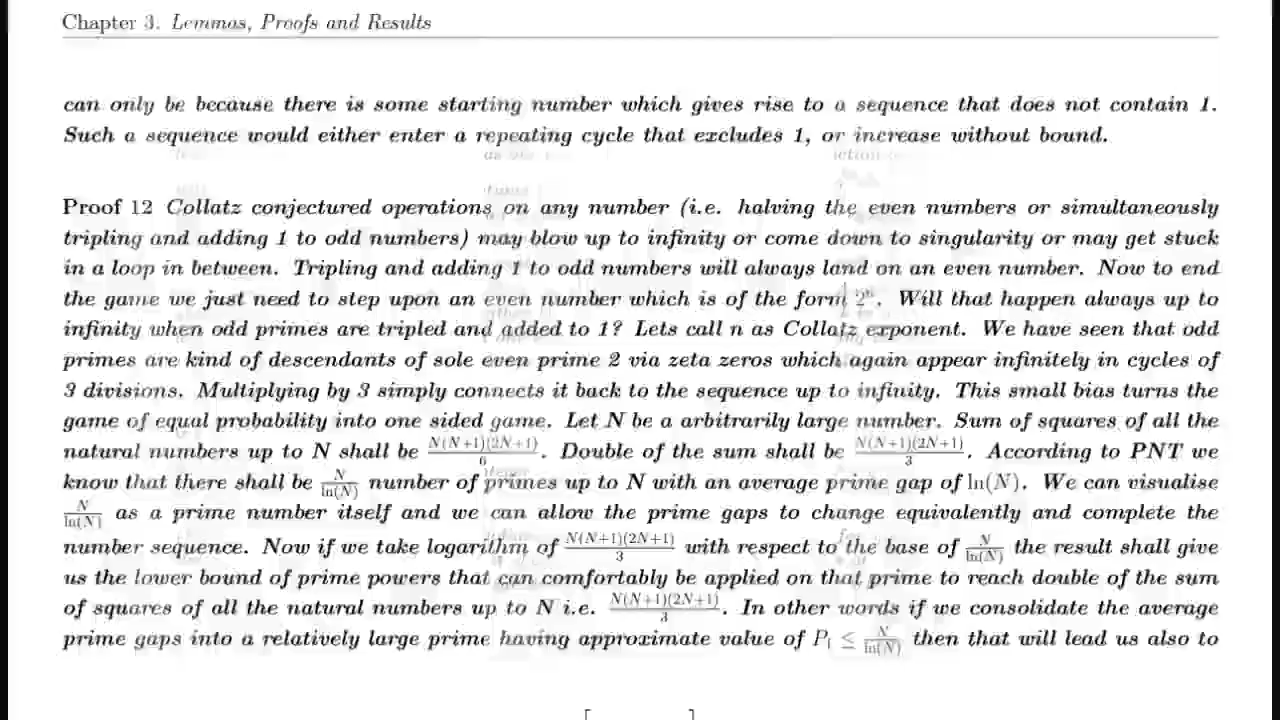 Chapter 3. Lemmas, Proofs and Results
can only be because there is some starting number which gives rise to a sequence that does not contain 1.
Such a sequence would either enter a repeating cycle that excludes 1, or increase without bound.
Proof 12 Collatz conjectured operations on any number (i.e. halving the even numbers or simultaneously
tripling and adding 1 to odd numbers) may blow up to infinity or come down to singularity or may get stuck
in a loop in between. Tripling and adding 1 to odd numbers will always land on an even number. Now to end
the game we just need to step upon an even number which is of the form 2ⁿ. Will that happen always up to
infinity when odd primes are tripled and added to 1? Lets call n as Collatz exponent. We have seen that odd
primes are kind of descendants of sole even prime 2 via zeta zeros which again appear infinitely in cycles of
3 divisions. Multiplying by 3 simply connects it back to the sequence up to infinity. This small bias turns the
game of equal probability into one sided game. Let N be a arbitrarily large number. Sum of squares of all the
natural numbers up to N shall be N(N+1)(2N+1)/6. Double of the sum shall be N(N+1)(2N+1)/3. According to PNT we
know that there shall be N/ln(N) number of primes up to N with an average prime gap of ln(N). We can visualise
N/ln(N) as a prime number itself and we can allow the prime gaps to change equivalently and complete the
number sequence. Now if we take logarithm of N(N+1)(2N+1)/3 with respect to the base of N/ln(N) the result shall give
us the lower bound of prime powers that can comfortably be applied on that prime to reach double of the sum
of squares of all the natural numbers up to N i.e. N(N+1)(2N+1)/3. In other words if we consolidate the average
prime gaps into a relatively large prime having approximate value of P₁ ≤ N/ln(N) then that will lead us also to